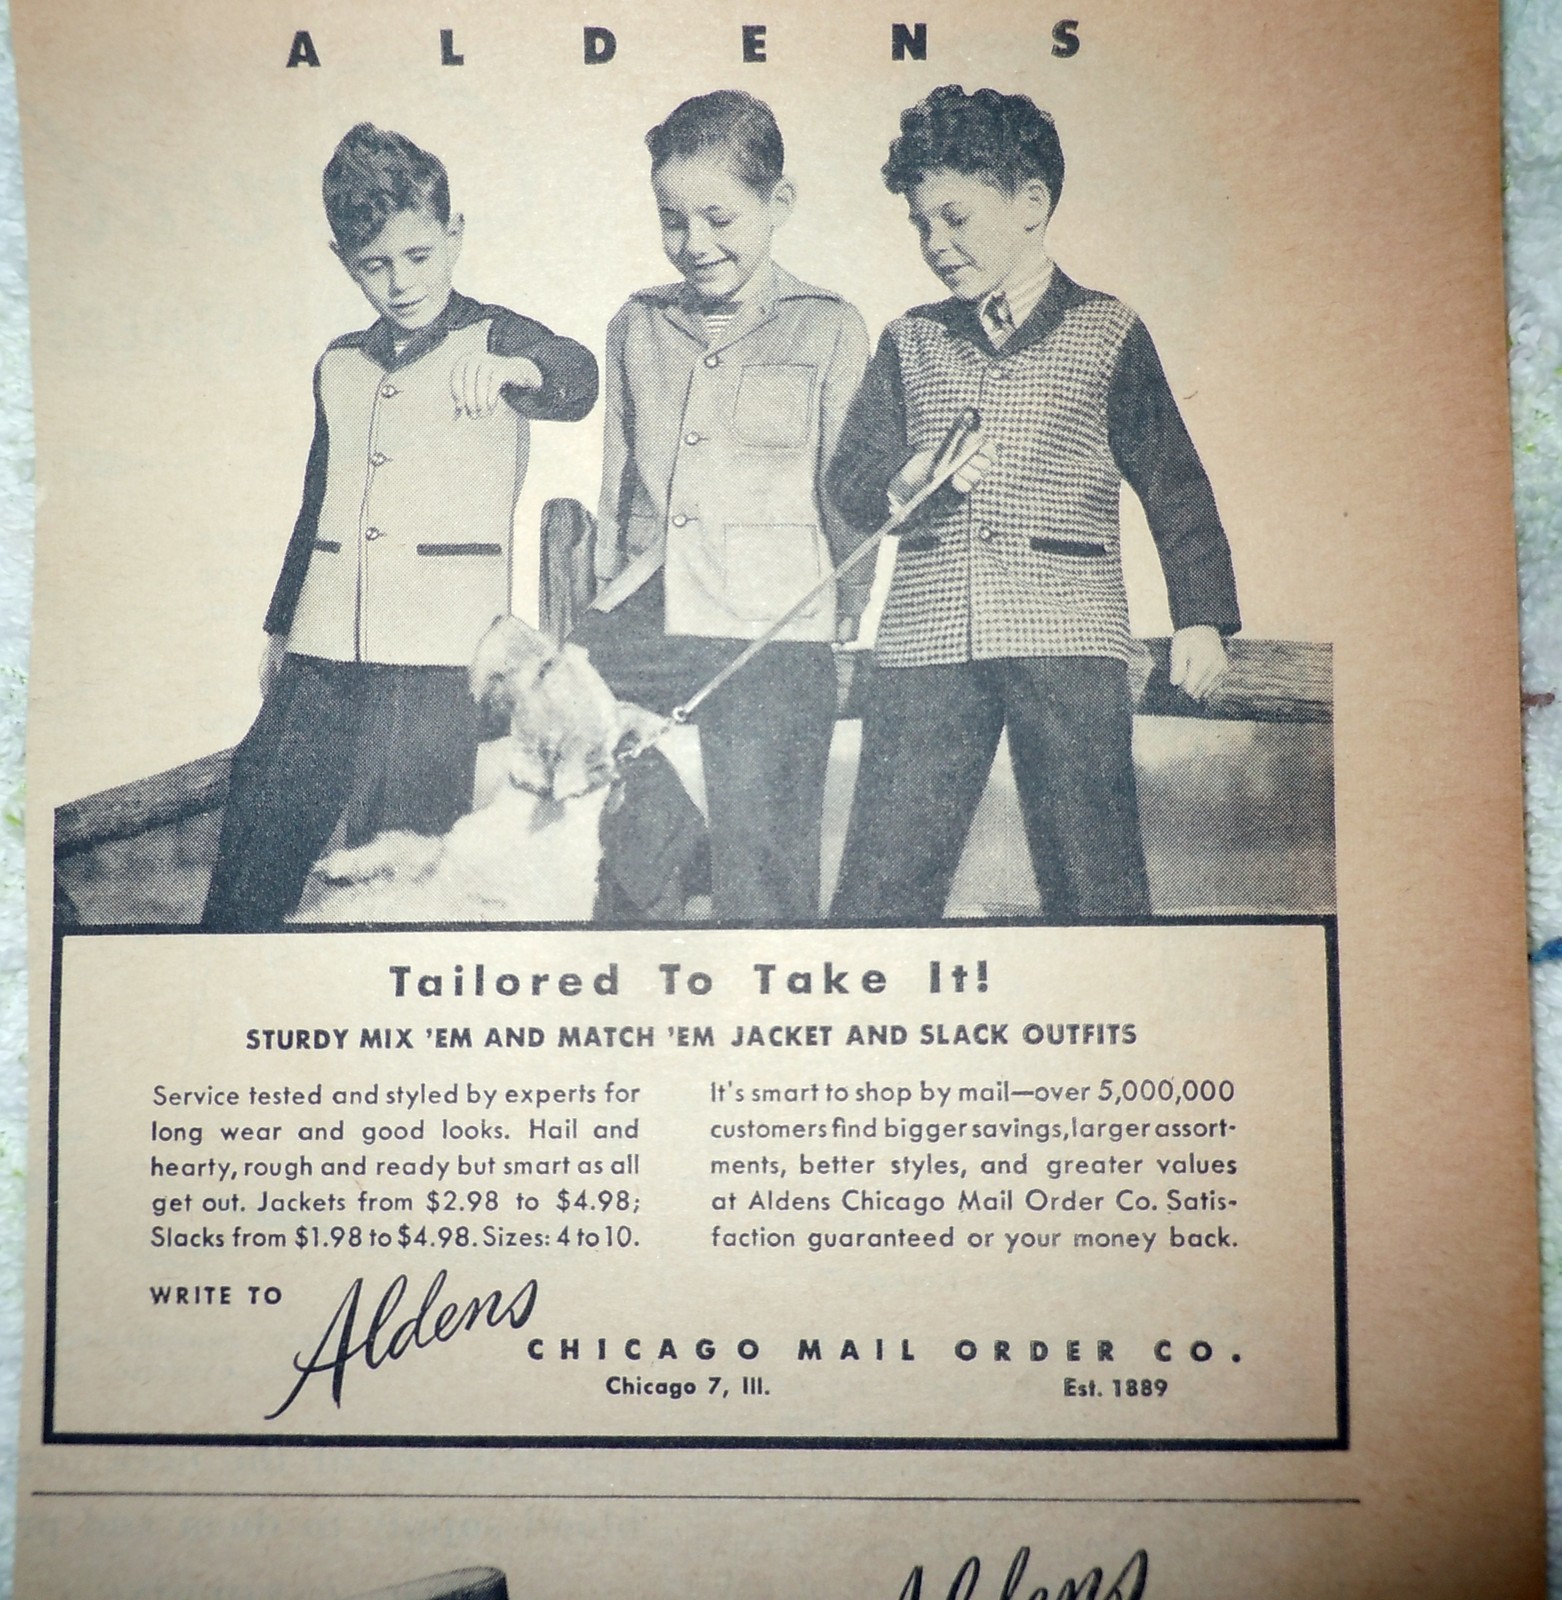 ALDENS
Tailored To Take It!
STURDY MIX 'EM AND MATCH 'EM JACKET AND SLACK OUTFITS
Service tested and styled by experts for
long wear and good looks. Hail and
hearty, rough and ready but smart as all
get out. Jackets from $2.98 to $4.98;
Slacks from $1.98 to $4.98. Sizes: 4 to 10.
It's smart to shop by mail—over 5,000,000
customers find bigger savings, larger assort-
ments, better styles, and greater values
at Aldens Chicago Mail Order Co. Satis-
faction guaranteed or your money back.
WRITE TO Aldens
CHICAGO MAIL ORDER CO.
Chicago 7, Ill. Est. 1889
Aldens